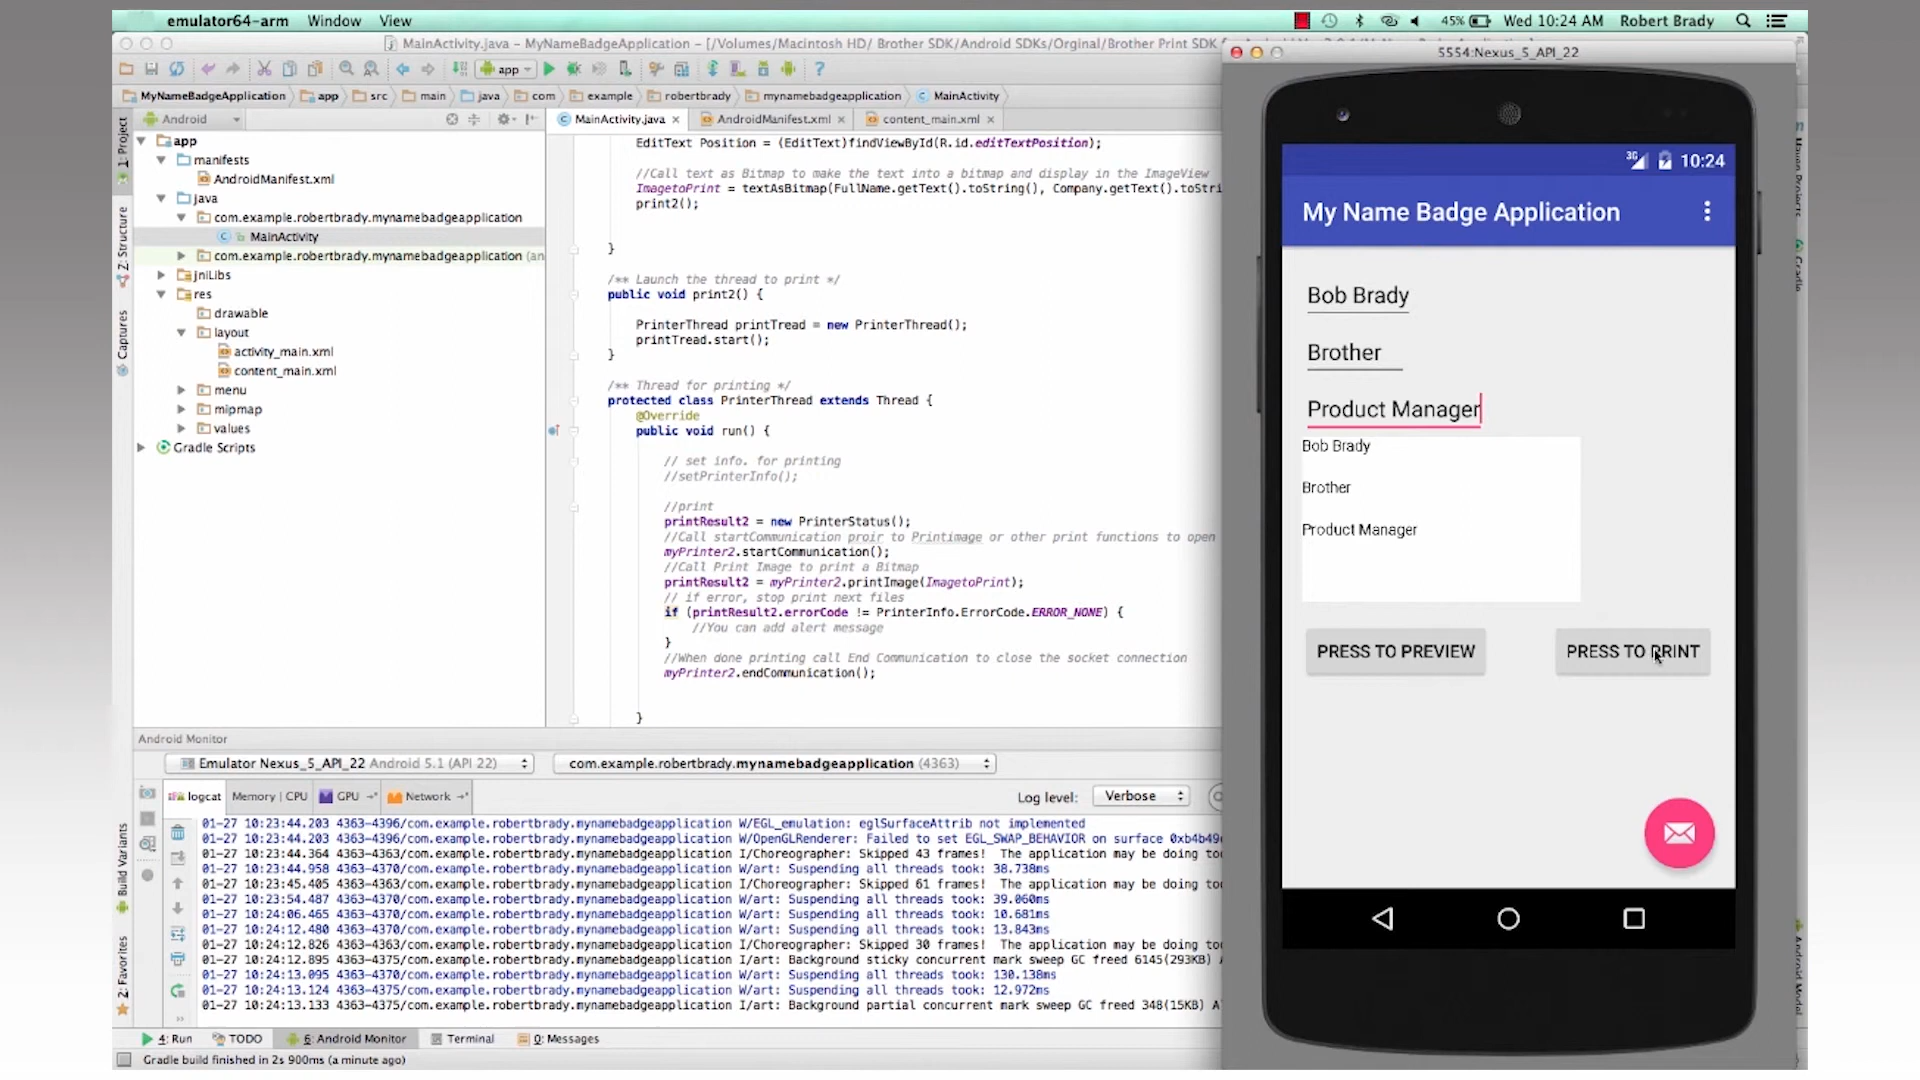 emulator64-arm Window View 45% Wed 10:24 AM Robert Brady
MainActivity.java – MyNameBadgeApplication – [/Volumes/Macintosh HD/ Brother SDK/Android SDKs/Orginal/Brother Print SDK
app
MyNameBadgeApplication app src main java com example robertbrady mynamebadgeapplication MainActivity
1: Project
Z: Structure
Captures
Build Variants
2: Favorites
Android
app
manifests
AndroidManifest.xml
java
com.example.robertbrady.mynamebadgeapplication
MainActivity
com.example.robertbrady.mynamebadgeapplication (an
jniLibs
res
drawable
layout
activity_main.xml
content_main.xml
menu
mipmap
values
Gradle Scripts
MainActivity.java AndroidManifest.xml content_main.xml
EditText Position = (EditText)findViewById(R.id.editTextPosition);
//Call text as Bitmap to make the text into a bitmap and display in the ImageView
ImagetoPrint = textAsBitmap(FullName.getText().toString(), Company.getText().toStri
print2();
}
/** Launch the thread to print */
public void print2() {
PrinterThread printTread = new PrinterThread();
printTread.start();
}
/** Thread for printing */
protected class PrinterThread extends Thread {
@Override
public void run() {
// set info. for printing
//setPrinterInfo();
//print
printResult2 = new PrinterStatus();
//Call startCommunication proir to Printimage or other print functions to open
myPrinter2.startCommunication();
//Call Print Image to print a Bitmap
printResult2 = myPrinter2.printImage(ImagetoPrint);
// if error, stop print next files
if (printResult2.errorCode != PrinterInfo.ErrorCode.ERROR_NONE) {
//You can add alert message
}
//When done printing call End Communication to close the socket connection
myPrinter2.endCommunication();
}
Android Monitor
Emulator Nexus_5_API_22 Android 5.1 (API 22) com.example.robertbrady.mynamebadgeapplication (4363)
logcat Memory | CPU GPU Network Log level: Verbose
01-27 10:23:44.203 4363-4396/com.example.robertbrady.mynamebadgeapplication W/EGL_emulation: eglSurfaceAttrib not implemented
01-27 10:23:44.203 4363-4396/com.example.robertbrady.mynamebadgeapplication W/OpenGLRenderer: Failed to set EGL_SWAP_BEHAVIOR on surface 0xb4b49
01-27 10:23:44.364 4363-4363/com.example.robertbrady.mynamebadgeapplication I/Choreographer: Skipped 43 frames! The application may be doing too
01-27 10:23:44.958 4363-4370/com.example.robertbrady.mynamebadgeapplication W/art: Suspending all threads took: 38.738ms
01-27 10:23:45.405 4363-4363/com.example.robertbrady.mynamebadgeapplication I/Choreographer: Skipped 61 frames! The application may be doing too
01-27 10:23:54.487 4363-4370/com.example.robertbrady.mynamebadgeapplication W/art: Suspending all threads took: 39.060ms
01-27 10:24:06.465 4363-4370/com.example.robertbrady.mynamebadgeapplication W/art: Suspending all threads took: 10.681ms
01-27 10:24:12.480 4363-4370/com.example.robertbrady.mynamebadgeapplication W/art: Suspending all threads took: 13.843ms
01-27 10:24:12.826 4363-4363/com.example.robertbrady.mynamebadgeapplication I/Choreographer: Skipped 30 frames! The application may be doing too
01-27 10:24:12.895 4363-4375/com.example.robertbrady.mynamebadgeapplication I/art: Background sticky concurrent mark sweep GC freed 6145(293KB) A
01-27 10:24:13.095 4363-4370/com.example.robertbrady.mynamebadgeapplication W/art: Suspending all threads took: 130.138ms
01-27 10:24:13.124 4363-4375/com.example.robertbrady.mynamebadgeapplication W/art: Suspending all threads took: 12.972ms
01-27 10:24:13.133 4363-4375/com.example.robertbrady.mynamebadgeapplication I/art: Background partial concurrent mark sweep GC freed 348(15KB) A
4: Run TODO 6: Android Monitor Terminal 0: Messages
Gradle build finished in 2s 900ms (a minute ago)
5554:Nexus_5_API_22
3G 10:24
My Name Badge Application
Bob Brady
Brother
Product Manager
Bob Brady
Brother
Product Manager
PRESS TO PREVIEW PRESS TO PRINT